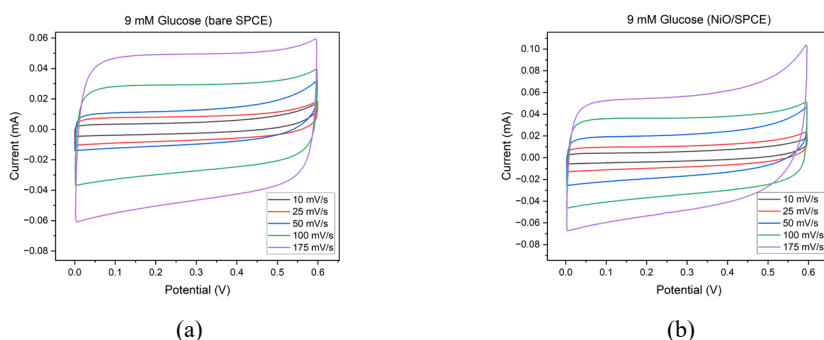 9 mM Glucose (bare SPCE)
0.06
0.04
0.02
0.00
−0.02
−0.04
−0.06
−0.08
Current (mA)
10 mV/s
25 mV/s
50 mV/s
100 mV/s
175 mV/s
0.0 0.1 0.2 0.3 0.4 0.5 0.6
Potential (V)
(a)
9 mM Glucose (NiO/SPCE)
0.10
0.08
0.06
0.04
0.02
0.00
−0.02
−0.04
−0.06
−0.08
Current (mA)
10 mV/s
25 mV/s
50 mV/s
100 mV/s
175 mV/s
0.0 0.1 0.2 0.3 0.4 0.5 0.6
Potential (V)
(b)